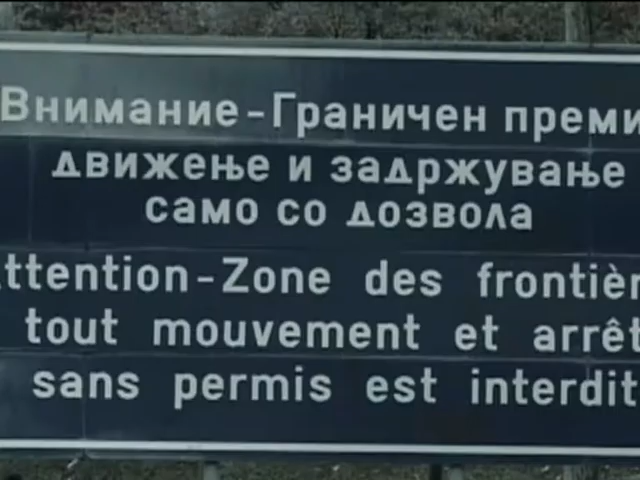 Внимание-Граничен преми
движење и задржување
само со дозвола
ttention-Zone des frontièr
tout mouvement et arrêt
sans permis est interdit